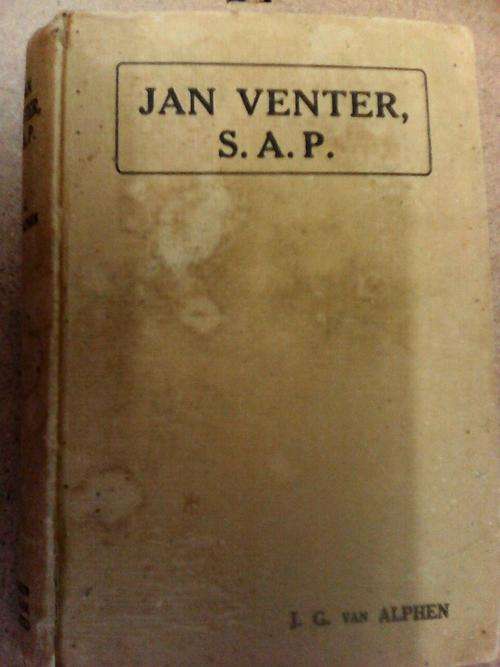 JAN VENTER,
S. A. P.
J. G. VAN ALPHEN